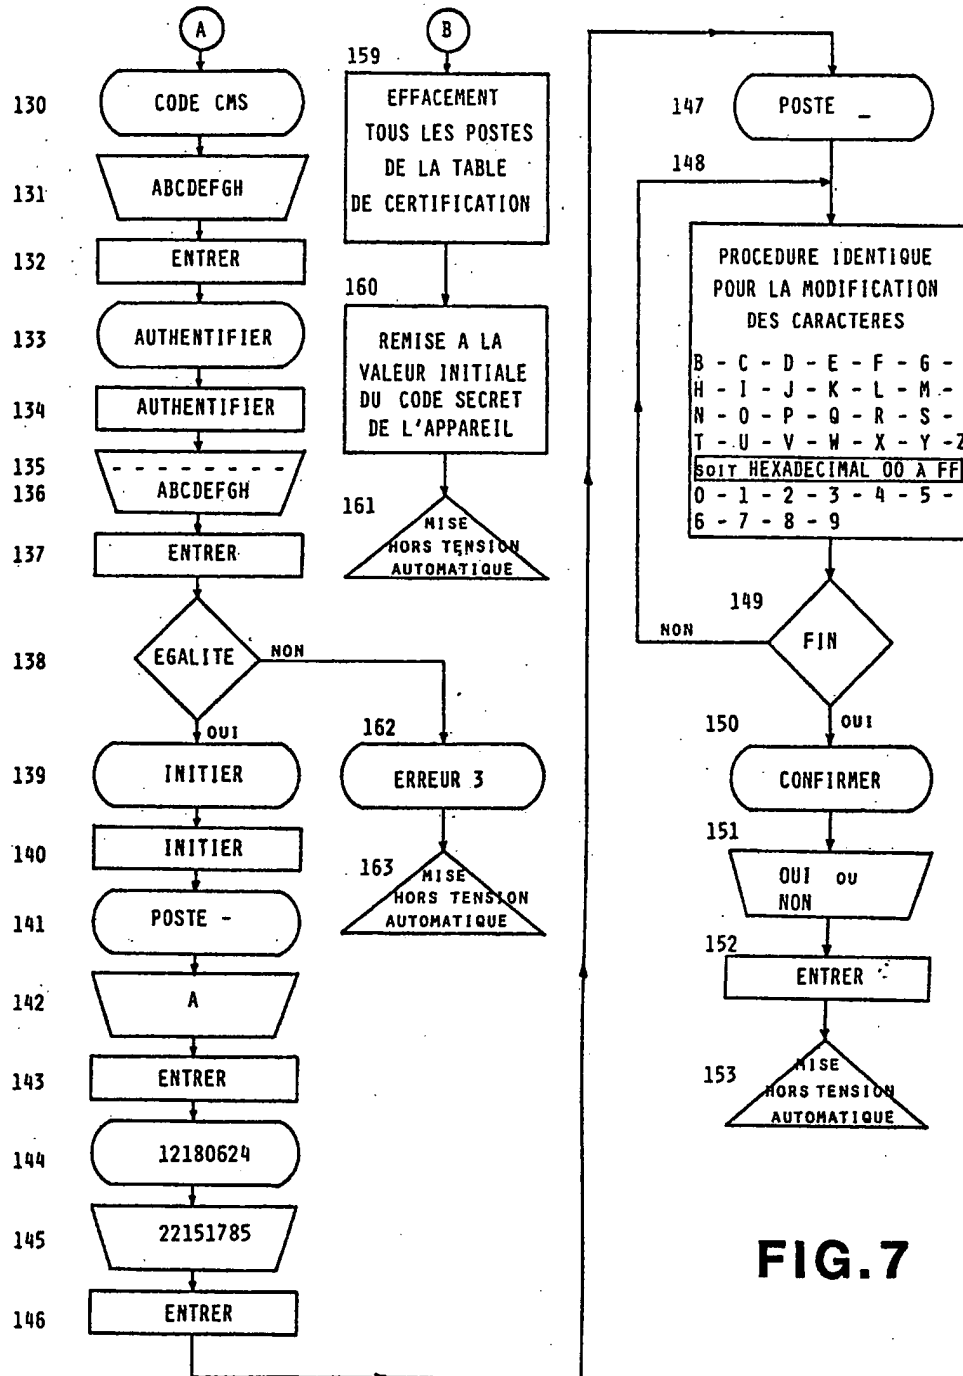 A
130
CODE CMS
131
ABCDEFGH
132
ENTRER
133
AUTHENTIFIER
134
AUTHENTIFIER
135
- - - - - - - -
136
ABCDEFGH
137
ENTRER
138
EGALITE
NON
OUI
139
INITIER
140
INITIER
141
POSTE -
142
A
143
ENTRER
144
12180624
145
22151785
146
ENTRER
B
159
EFFACEMENT
TOUS LES POSTES
DE LA TABLE
DE CERTIFICATION
160
REMISE A LA
VALEUR INITIALE
DU CODE SECRET
DE L'APPAREIL
161
MISE
HORS TENSION
AUTOMATIQUE
162
ERREUR 3
163
MISE
HORS TENSION
AUTOMATIQUE
147
POSTE _
148
PROCEDURE IDENTIQUE
POUR LA MODIFICATION
DES CARACTERES
B - C - D - E - F - G -
H - I - J - K - L - M -
N - O - P - Q - R - S -
T - U - V - W - X - Y - Z
SOIT HEXADECIMAL 00 À FF
0 - 1 - 2 - 3 - 4 - 5 -
6 - 7 - 8 - 9
149
FIN
NON
OUI
150
CONFIRMER
151
OUI OU
NON
152
ENTRER
153
MISE
HORS TENSION
AUTOMATIQUE
FIG.7